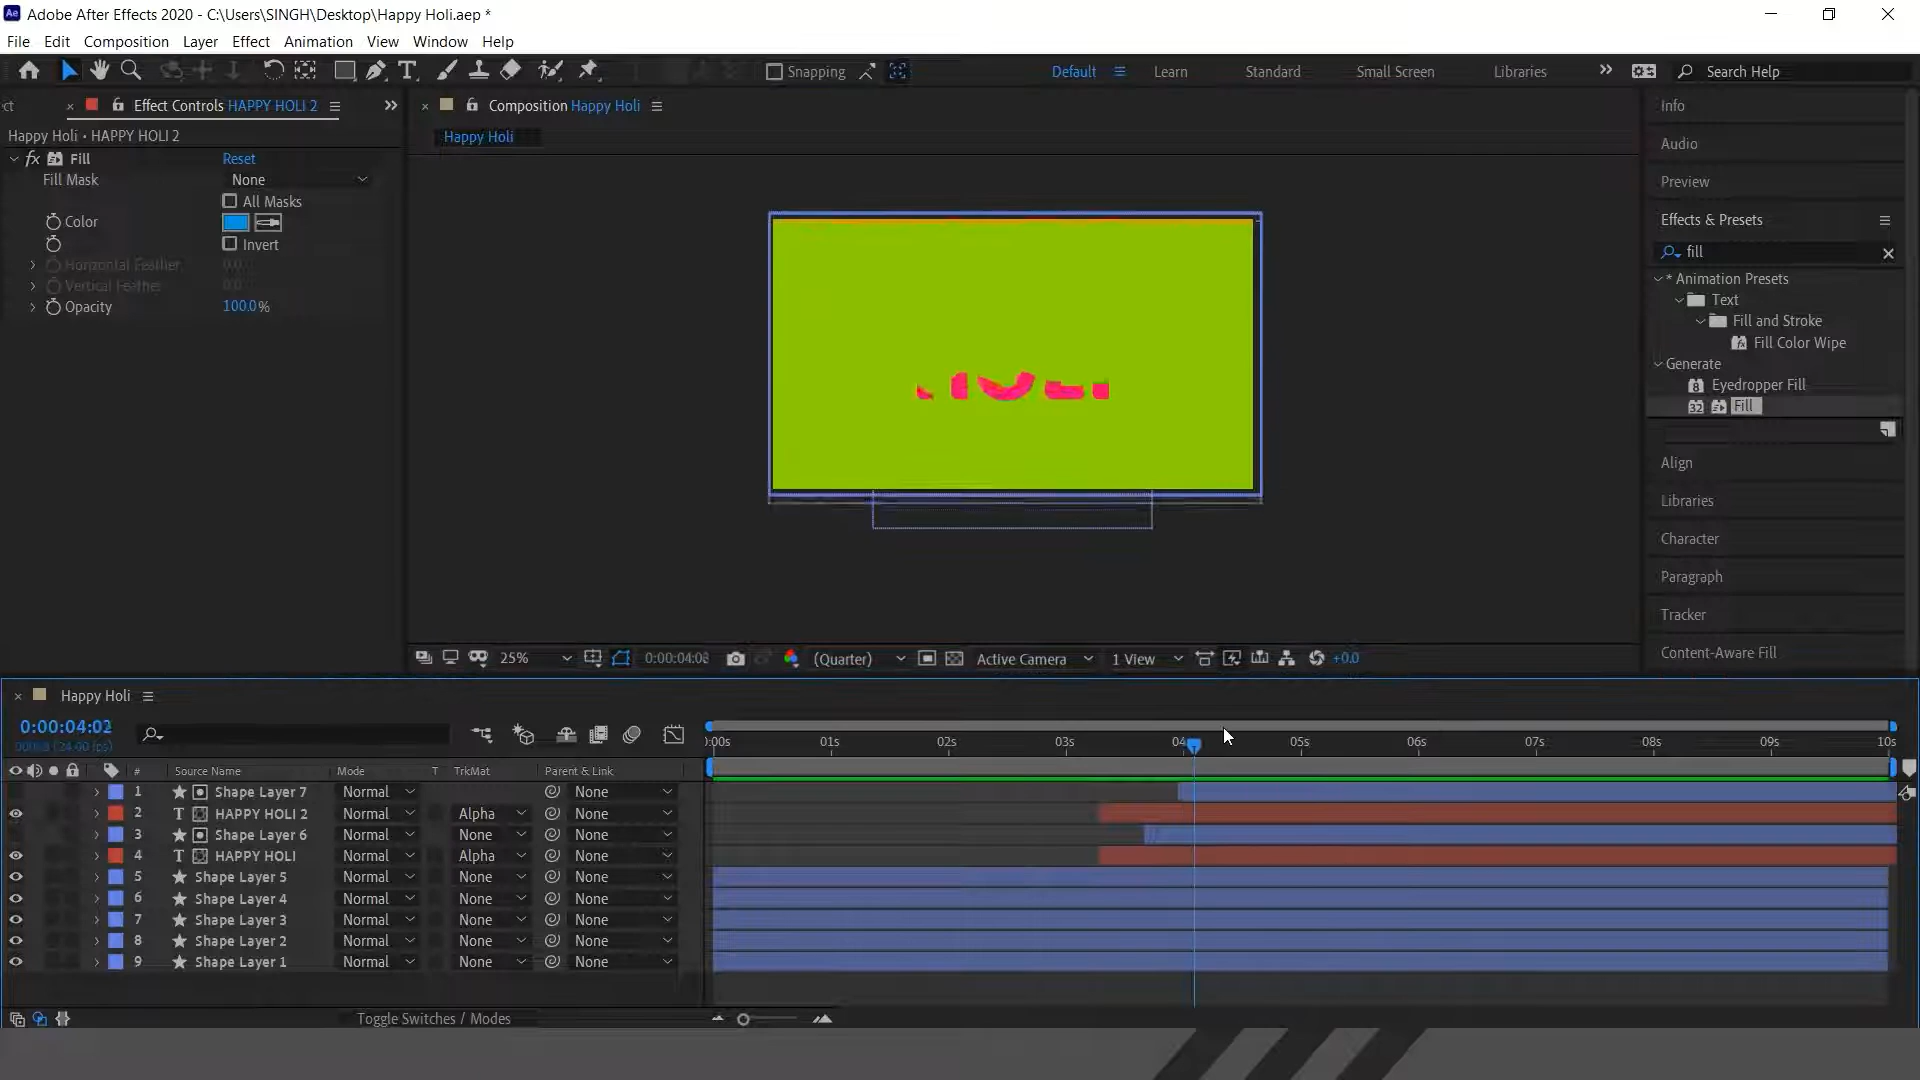 Adobe After Effects 2020 - C:\Users\SINGH\Desktop\Happy Holi.aep *
File Edit Composition Layer Effect Animation View Window Help
Snapping Default Learn Standard Small Screen Libraries Search Help
Effect Controls HAPPY HOLI 2
Composition Happy Holi
Happy Holi
Happy Holi • HAPPY HOLI 2
fx Fill Reset
Fill Mask None
All Masks
Color
Invert
Horizontal Feather 0.0
Vertical Feather 0.0
Opacity 100.0%
Info
Audio
Preview
Effects & Presets
fill
* Animation Presets
Text
Fill and Stroke
Fill Color Wipe
Generate
Eyedropper Fill
Fill
Align
Libraries
Character
Paragraph
Tracker
Content-Aware Fill
25% (Quarter) Active Camera 1 View +0.0
Happy Holi
0:00:04:02
:00s 01s 02s 03s 04 05s 06s 07s 08s 09s 10s
# Source Name Mode T TrkMat Parent & Link
1 Shape Layer 7 Normal None
2 T HAPPY HOLI 2 Normal Alpha None
3 Shape Layer 6 Normal None None
4 T HAPPY HOLI Normal Alpha None
5 Shape Layer 5 Normal None None
6 Shape Layer 4 Normal None None
7 Shape Layer 3 Normal None None
8 Shape Layer 2 Normal None None
9 Shape Layer 1 Normal None None
Toggle Switches / Modes